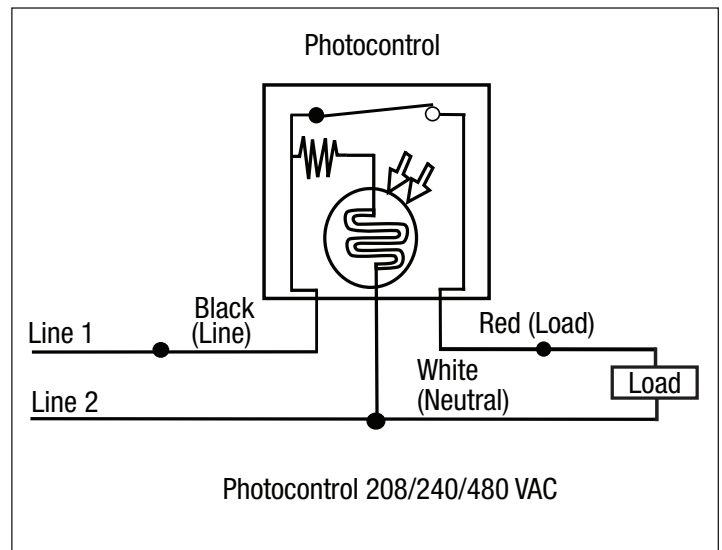 Photocontrol
Black
(Line)
Line 1
Red (Load)
White
(Neutral)
Load
Line 2
Photocontrol 208/240/480 VAC